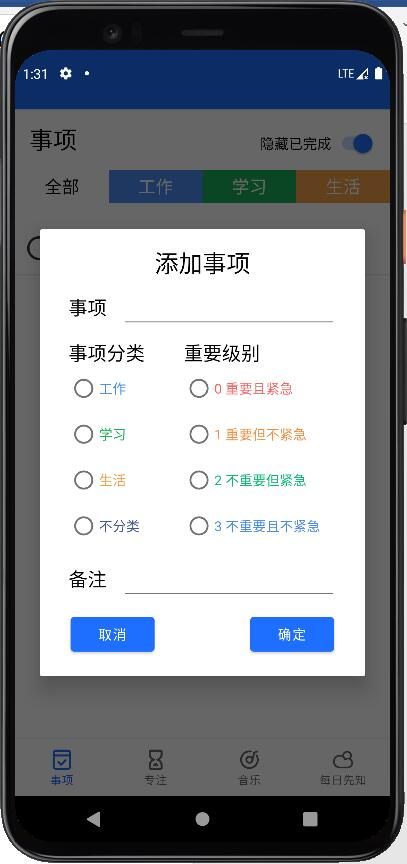 1:31 LTE
事项
隐藏已完成
全部 工作 学习 生活
添加事项
事项
事项分类 重要级别
工作 0 重要且紧急
学习 1 重要但不紧急
生活 2 不重要但紧急
不分类 3 不重要且不紧急
备注
取消 确定
事项 专注 音乐 每日先知